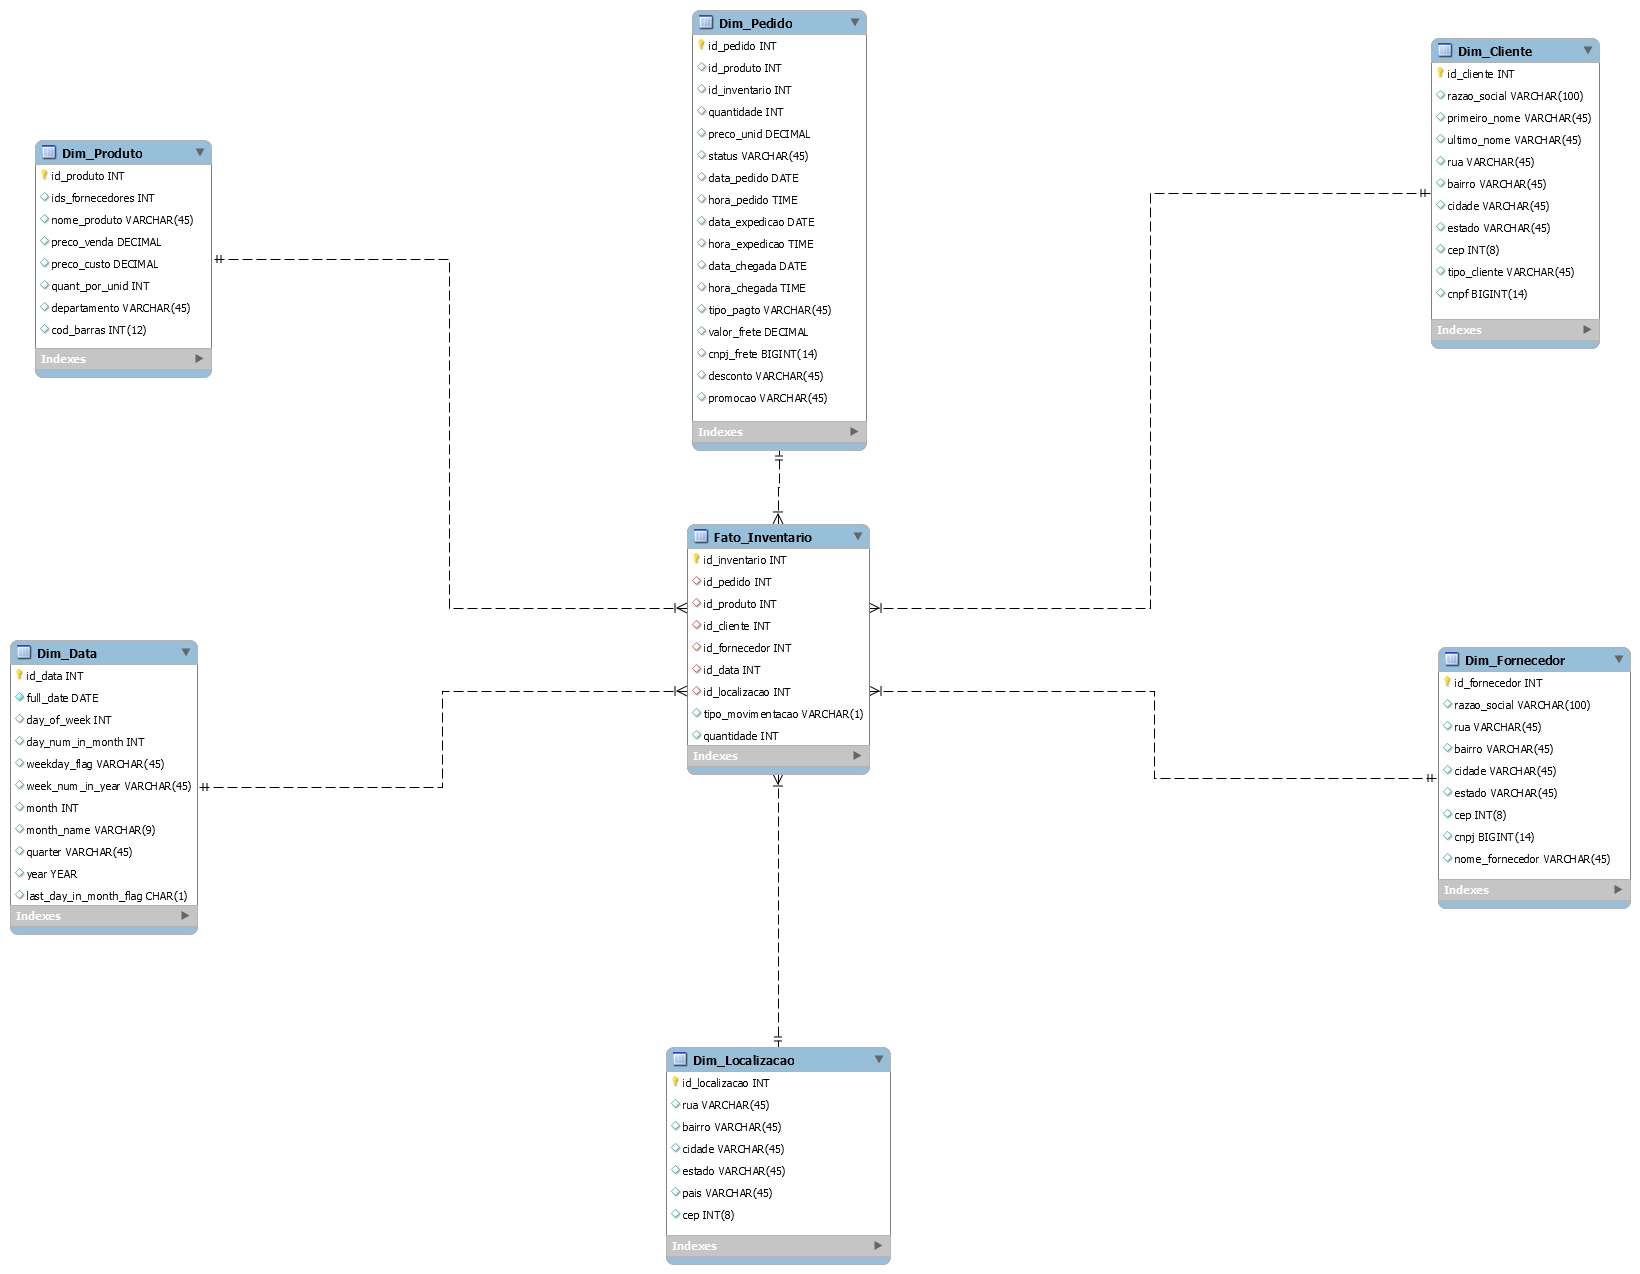 Dim_Pedido
id_pedido INT
id_produto INT
id_inventario INT
quantidade INT
preco_unid DECIMAL
status VARCHAR(45)
data_pedido DATE
hora_pedido TIME
data_expedicao DATE
hora_expedicao TIME
data_chegada DATE
hora_chegada TIME
tipo_pagto VARCHAR(45)
valor_frete DECIMAL
cnpj_frete BIGINT(14)
desconto VARCHAR(45)
promocao VARCHAR(45)
Indexes
Dim_Cliente
id_cliente INT
razao_social VARCHAR(100)
primeiro_nome VARCHAR(45)
ultimo_nome VARCHAR(45)
rua VARCHAR(45)
bairro VARCHAR(45)
cidade VARCHAR(45)
estado VARCHAR(45)
cep INT(8)
tipo_cliente VARCHAR(45)
cnpf BIGINT(14)
Indexes
Dim_Produto
id_produto INT
ids_fornecedores INT
nome_produto VARCHAR(45)
preco_venda DECIMAL
preco_custo DECIMAL
quant_por_unid INT
departamento VARCHAR(45)
cod_barras INT(12)
Indexes
Fato_Inventario
id_inventario INT
id_pedido INT
id_produto INT
id_cliente INT
id_fornecedor INT
id_data INT
id_localizacao INT
tipo_movimentacao VARCHAR(1)
quantidade INT
Indexes
Dim_Data
id_data INT
full_date DATE
day_of_week INT
day_num_in_month INT
weekday_flag VARCHAR(45)
week_num_in_year VARCHAR(45)
month INT
month_name VARCHAR(9)
quarter VARCHAR(45)
year YEAR
last_day_in_month_flag CHAR(1)
Indexes
Dim_Fornecedor
id_fornecedor INT
razao_social VARCHAR(100)
rua VARCHAR(45)
bairro VARCHAR(45)
cidade VARCHAR(45)
estado VARCHAR(45)
cep INT(8)
cnpj BIGINT(14)
nome_fornecedor VARCHAR(45)
Indexes
Dim_Localizacao
id_localizacao INT
rua VARCHAR(45)
bairro VARCHAR(45)
cidade VARCHAR(45)
estado VARCHAR(45)
pais VARCHAR(45)
cep INT(8)
Indexes